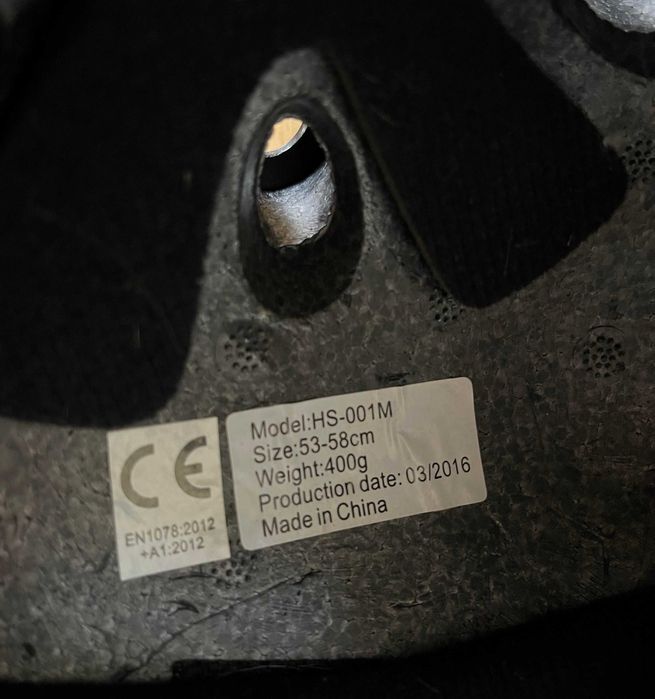 CE
EN1078:2012
+A1:2012
Model:HS-001M
Size:53-58cm
Weight:400g
Production date: 03/2016
Made in China